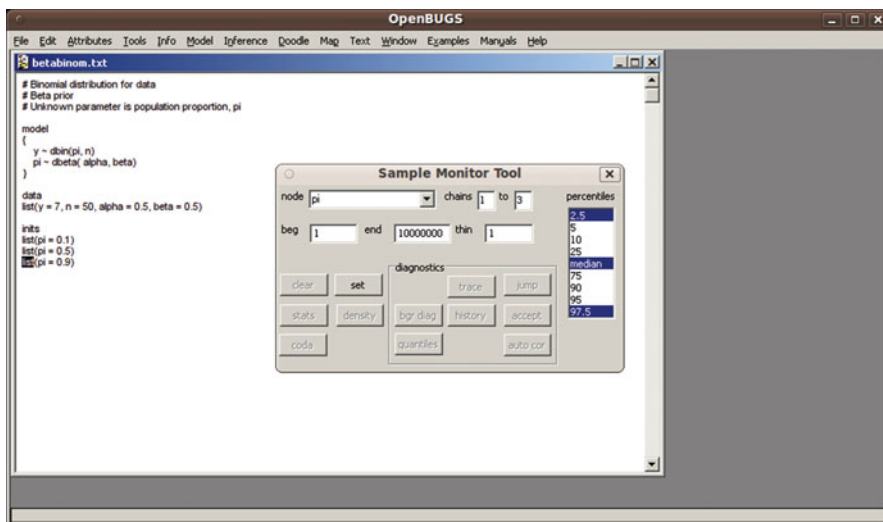 OpenBUGS
File Edit Attributes Tools Info Model Inference Doodle Map Text Window Examples Manuals Help
betabinom.txt
# Binomial distribution for data
# Beta prior
# Unknown parameter is population proportion, pi
model
{
y ~ dbin(pi, n)
pi ~ dbeta( alpha, beta)
}
data
list(y = 7, n = 50, alpha = 0.5, beta = 0.5)
inits
list(pi = 0.1)
list(pi = 0.5)
list(pi = 0.9)
Sample Monitor Tool
node pi chains 1 to 3 percentiles
beg 1 end 10000000 thin 1
2.5
5
10
25
median
75
90
95
97.5
diagnostics
clear set trace jump
stats density bgr diag history accept
coda quantiles auto cor